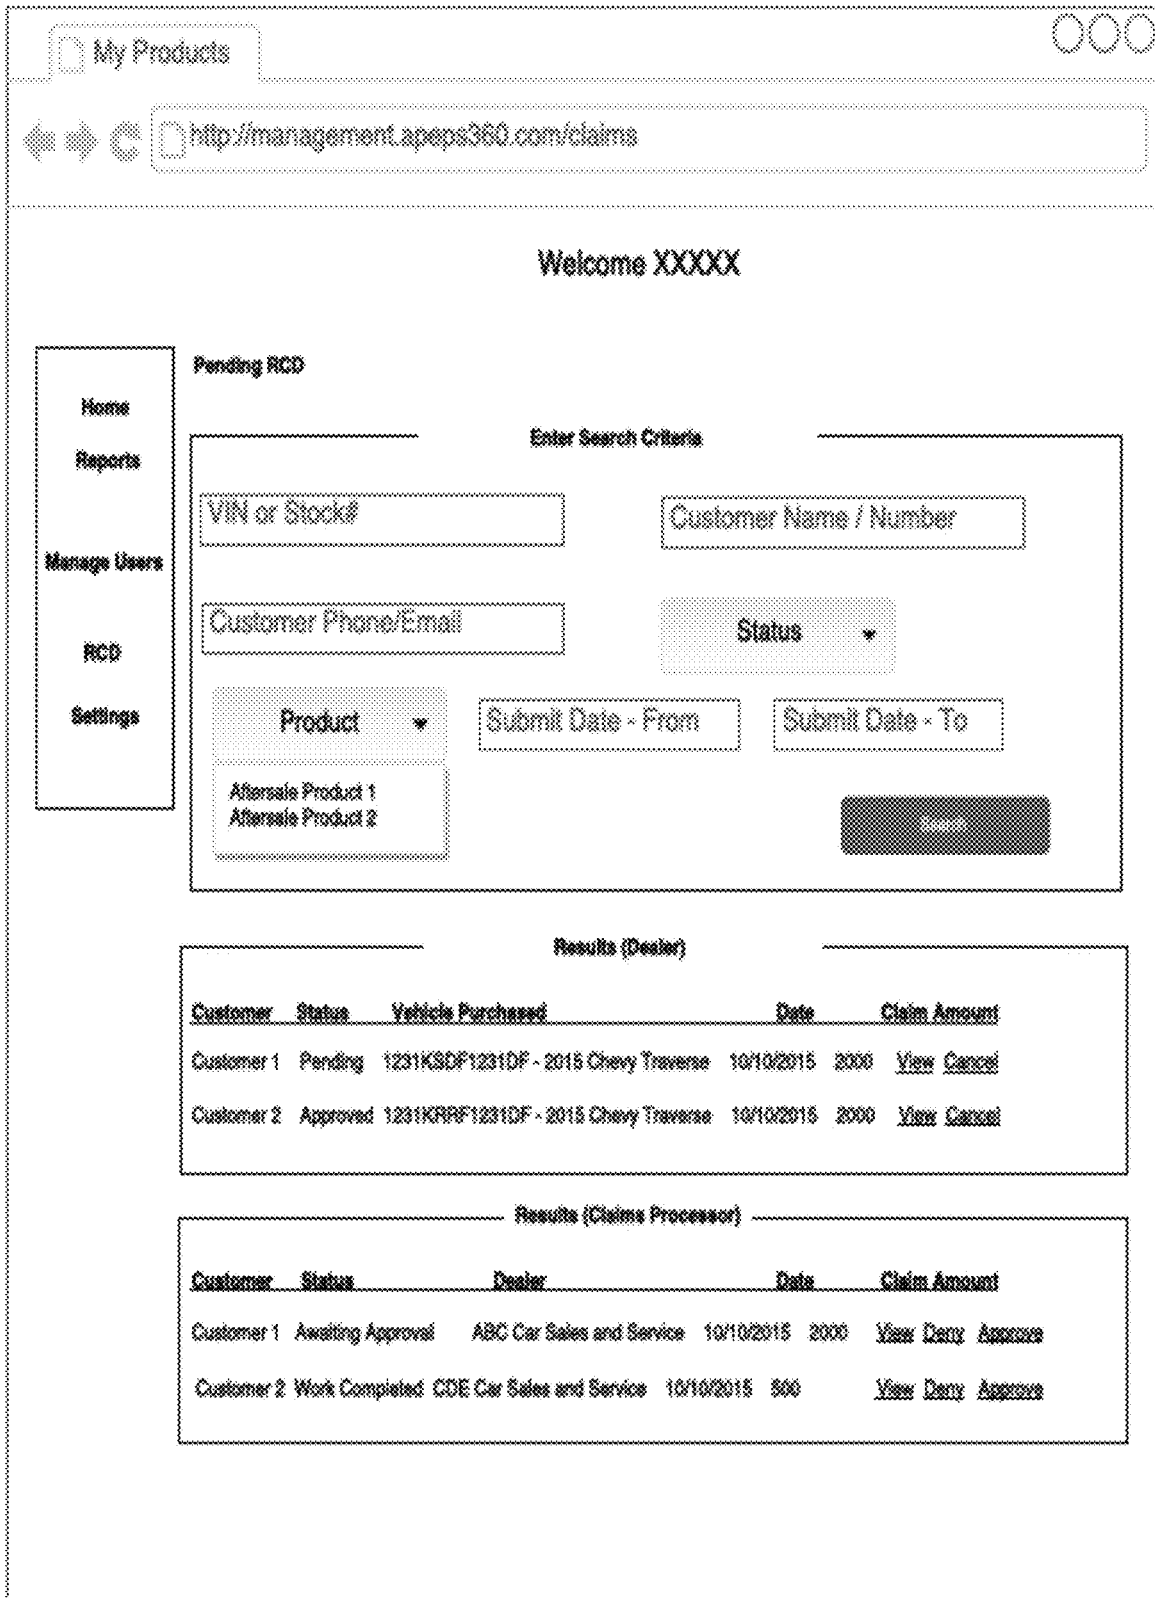 My Products
http://management.apeps360.com/claims
Welcome XXXXX
Pending RCD
Home
Reports
Manage Users
RCD
Settings
Enter Search Criteria
VIN or Stock#
Customer Name / Number
Customer Phone/Email
Status
Product
Submit Date - From
Submit Date - To
Aftersale Product 1
Aftersale Product 2
Search
Results (Dealer)
Customer Status Vehicle Purchased Date Claim Amount
Customer 1 Pending 1231KSDF1231DF - 2015 Chevy Traverse 10/10/2015 2000 View Cancel
Customer 2 Approved 1231KRRF1231DF - 2015 Chevy Traverse 10/10/2015 2000 View Cancel
Results (Claims Processor)
Customer Status Dealer Date Claim Amount
Customer 1 Awaiting Approval ABC Car Sales and Service 10/10/2015 2000 View Deny Approve
Customer 2 Work Completed CDE Car Sales and Service 10/10/2015 500 View Deny Approve